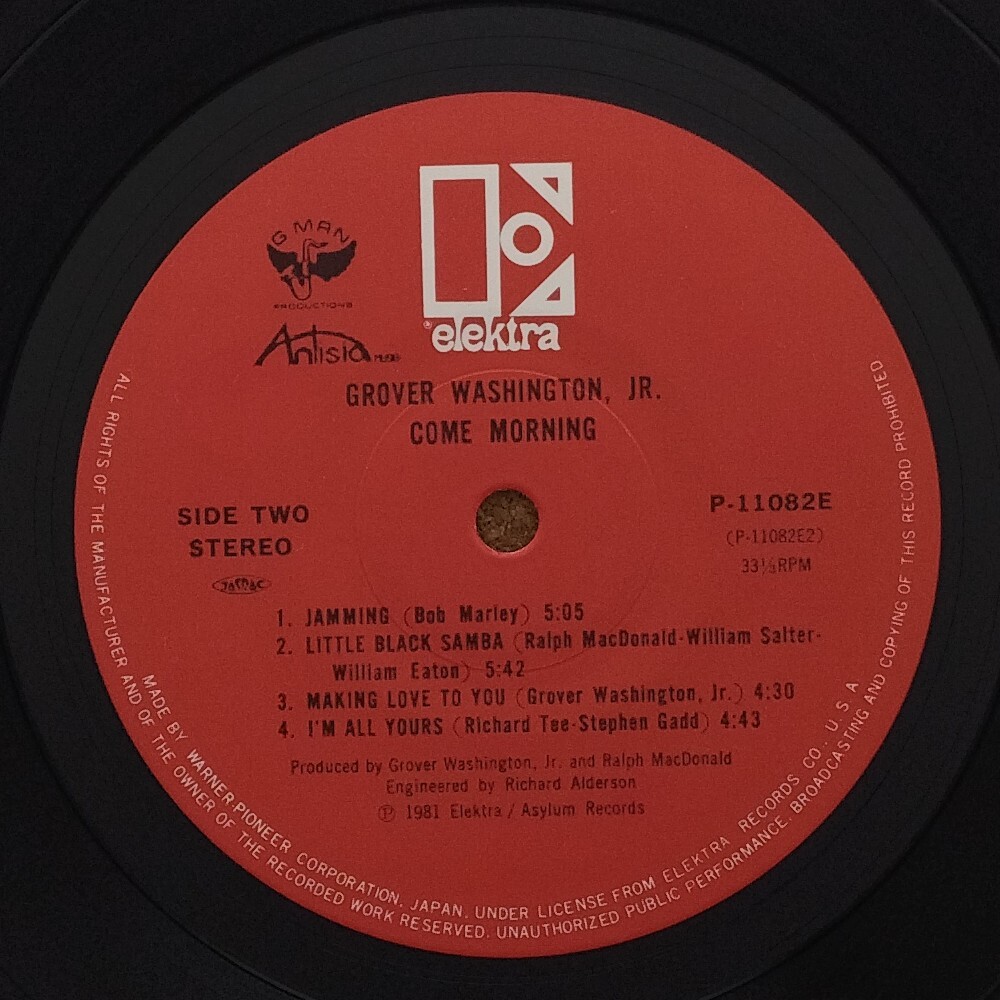 G MAN
PRODUCTIONS
Antisia MUSIC
elektra
®
GROVER WASHINGTON, JR.
COME MORNING
SIDE TWO
STEREO
JASRAC
P-11082E
(P-11082E2)
33⅓RPM
1. JAMMING (Bob Marley) 5:05
2. LITTLE BLACK SAMBA (Ralph MacDonald-William Salter-
William Eaton) 5:42
3. MAKING LOVE TO YOU (Grover Washington, Jr.) 4:30
4. I'M ALL YOURS (Richard Tee-Stephen Gadd) 4:43
Produced by Grover Washington, Jr. and Ralph MacDonald
Engineered by Richard Alderson
℗ 1981 Elektra / Asylum Records
MADE BY WARNER-PIONEER CORPORATION, JAPAN, UNDER LICENSE FROM ELEKTRA RECORDS CO., U. S. A
ALL RIGHTS OF THE MANUFACTURER AND OF THE OWNER OF THE RECORDED WORK RESERVED. UNAUTHORIZED PUBLIC PERFORMANCE, BROADCASTING AND COPYING OF THIS RECORD PROHIBITED